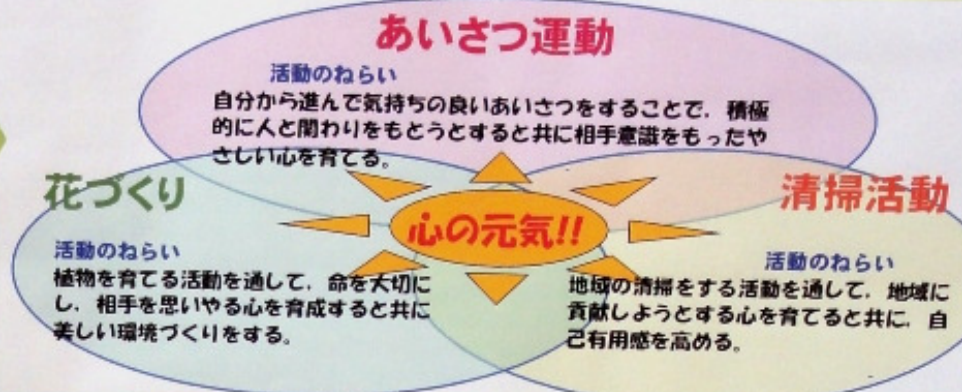 あいさつ運動
活動のねらい
自分から進んで気持ちの良いあいさつをすることで，積極
的に人と関わりをもとうとすると共に相手意識をもったや
さしい心を育てる。
花づくり
活動のねらい
植物を育てる活動を通して，命を大切に
し，相手を思いやる心を育成すると共に
美しい環境づくりをする。
心の元気!!
清掃活動
活動のねらい
地域の清掃をする活動を通して，地域に
貢献しようとする心を育てると共に，自
己有用感を高める。